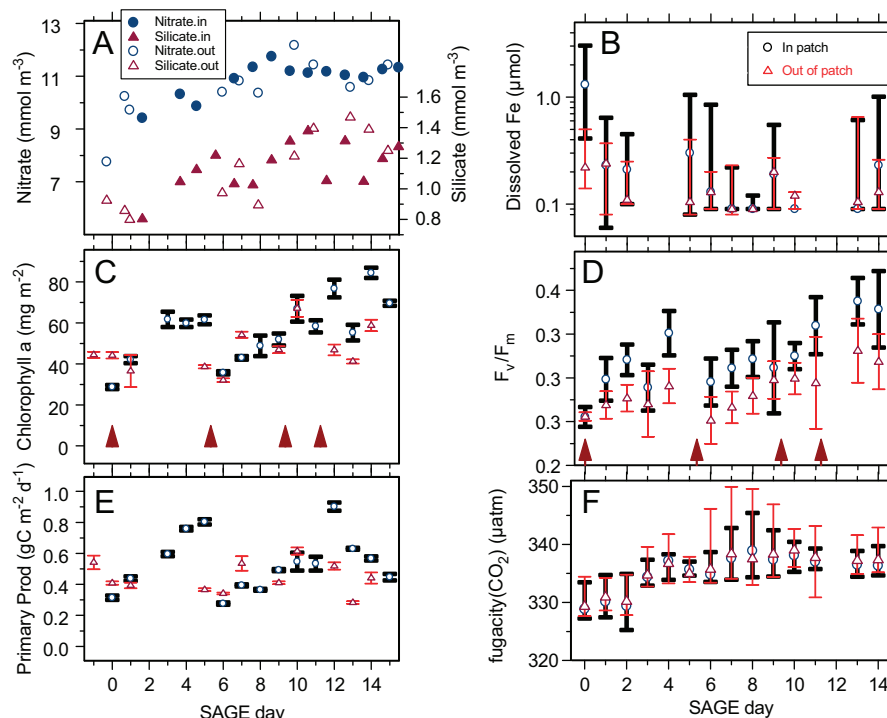 A
Nitrate.in
Silicate.in
Nitrate.out
Silicate.out
Nitrate (mmol m-3)
13
11
9
7
Silicate (mmol m-3)
1.6
1.4
1.2
1.0
0.8
B
In patch
Out of patch
Dissolved Fe (μmol)
1.0
0.1
C
Chlorophyll a (mg m-2)
80
60
40
20
0
D
Fv/Fm
0.4
0.3
0.3
0.3
0.2
E
Primary Prod (gC m-2 d-1)
1.0
0.8
0.6
0.4
0.2
0.0
0 2 4 6 8 10 12 14
SAGE day
F
fugacity(CO2) (μatm)
350
340
330
320
0 2 4 6 8 10 12 14
SAGE day